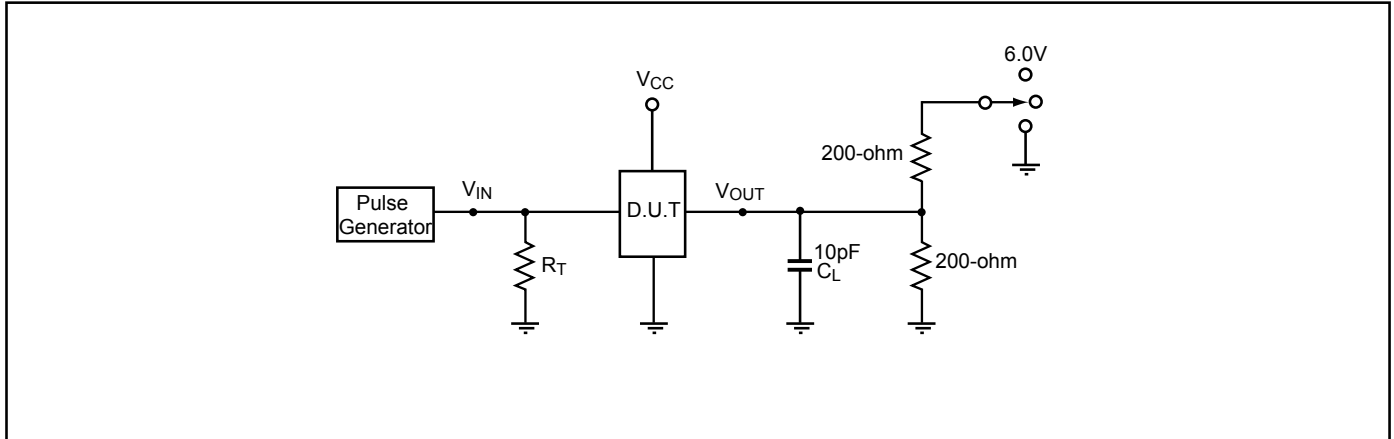 6.0V
VCC
200-ohm
VIN
VOUT
Pulse
Generator
D.U.T
10pF
CL
200-ohm
RT